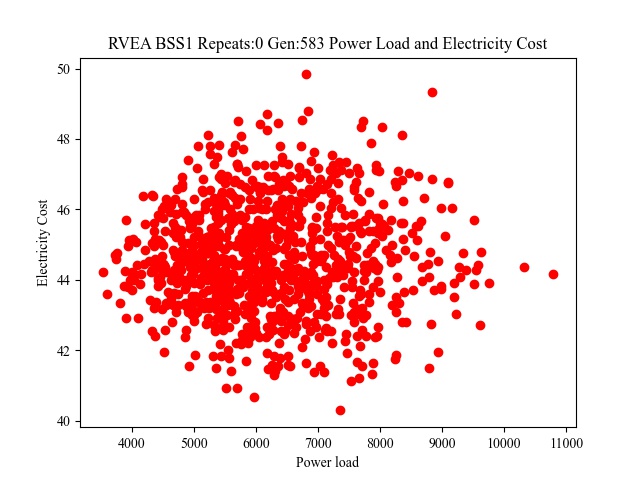 RVEA BSS1 Repeats:0 Gen:583 Power Load and Electricity Cost
50
48
46
44
42
40
Electricity Cost
4000 5000 6000 7000 8000 9000 10000 11000
Power load